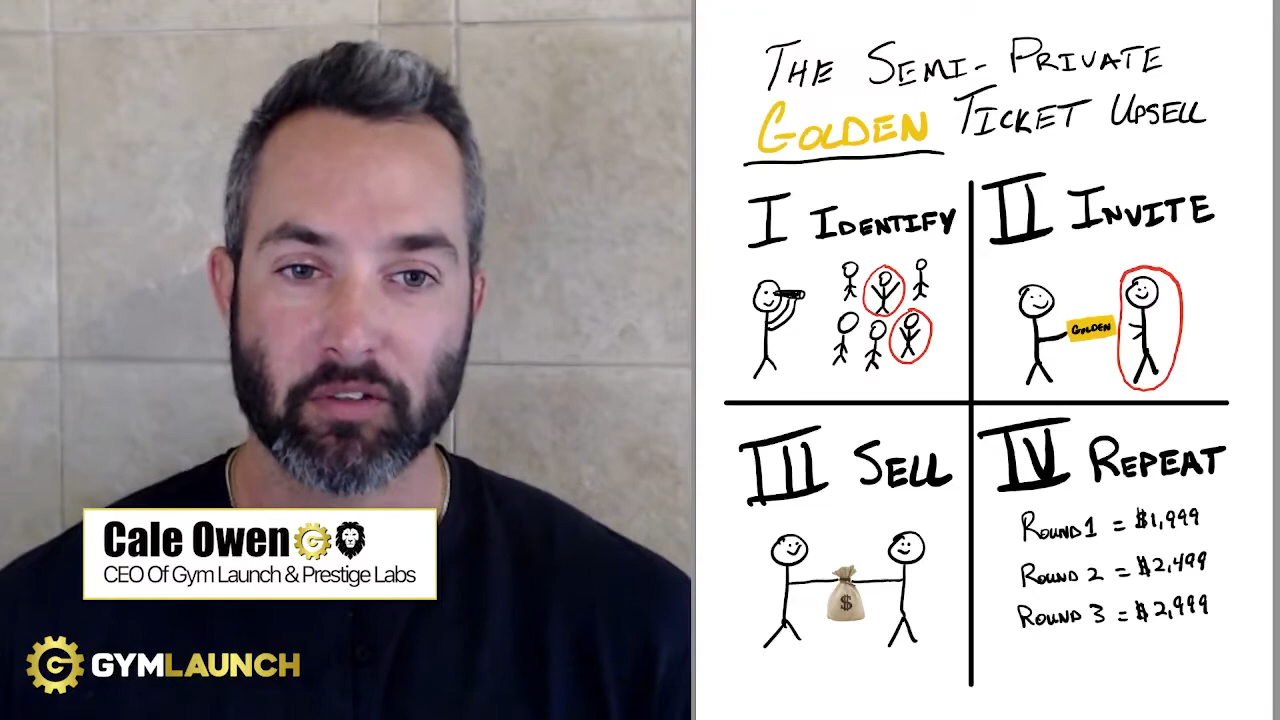 Cale Owen
CEO Of Gym Launch & Prestige Labs
G GYMLAUNCH
THE SEMI-PRIVATE
GOLDEN TICKET UPSELL
I IDENTIFY
II INVITE
GOLDEN
III SELL
$
IV REPEAT
ROUND 1 = $1,999
ROUND 2 = $2,499
ROUND 3 = $2,999